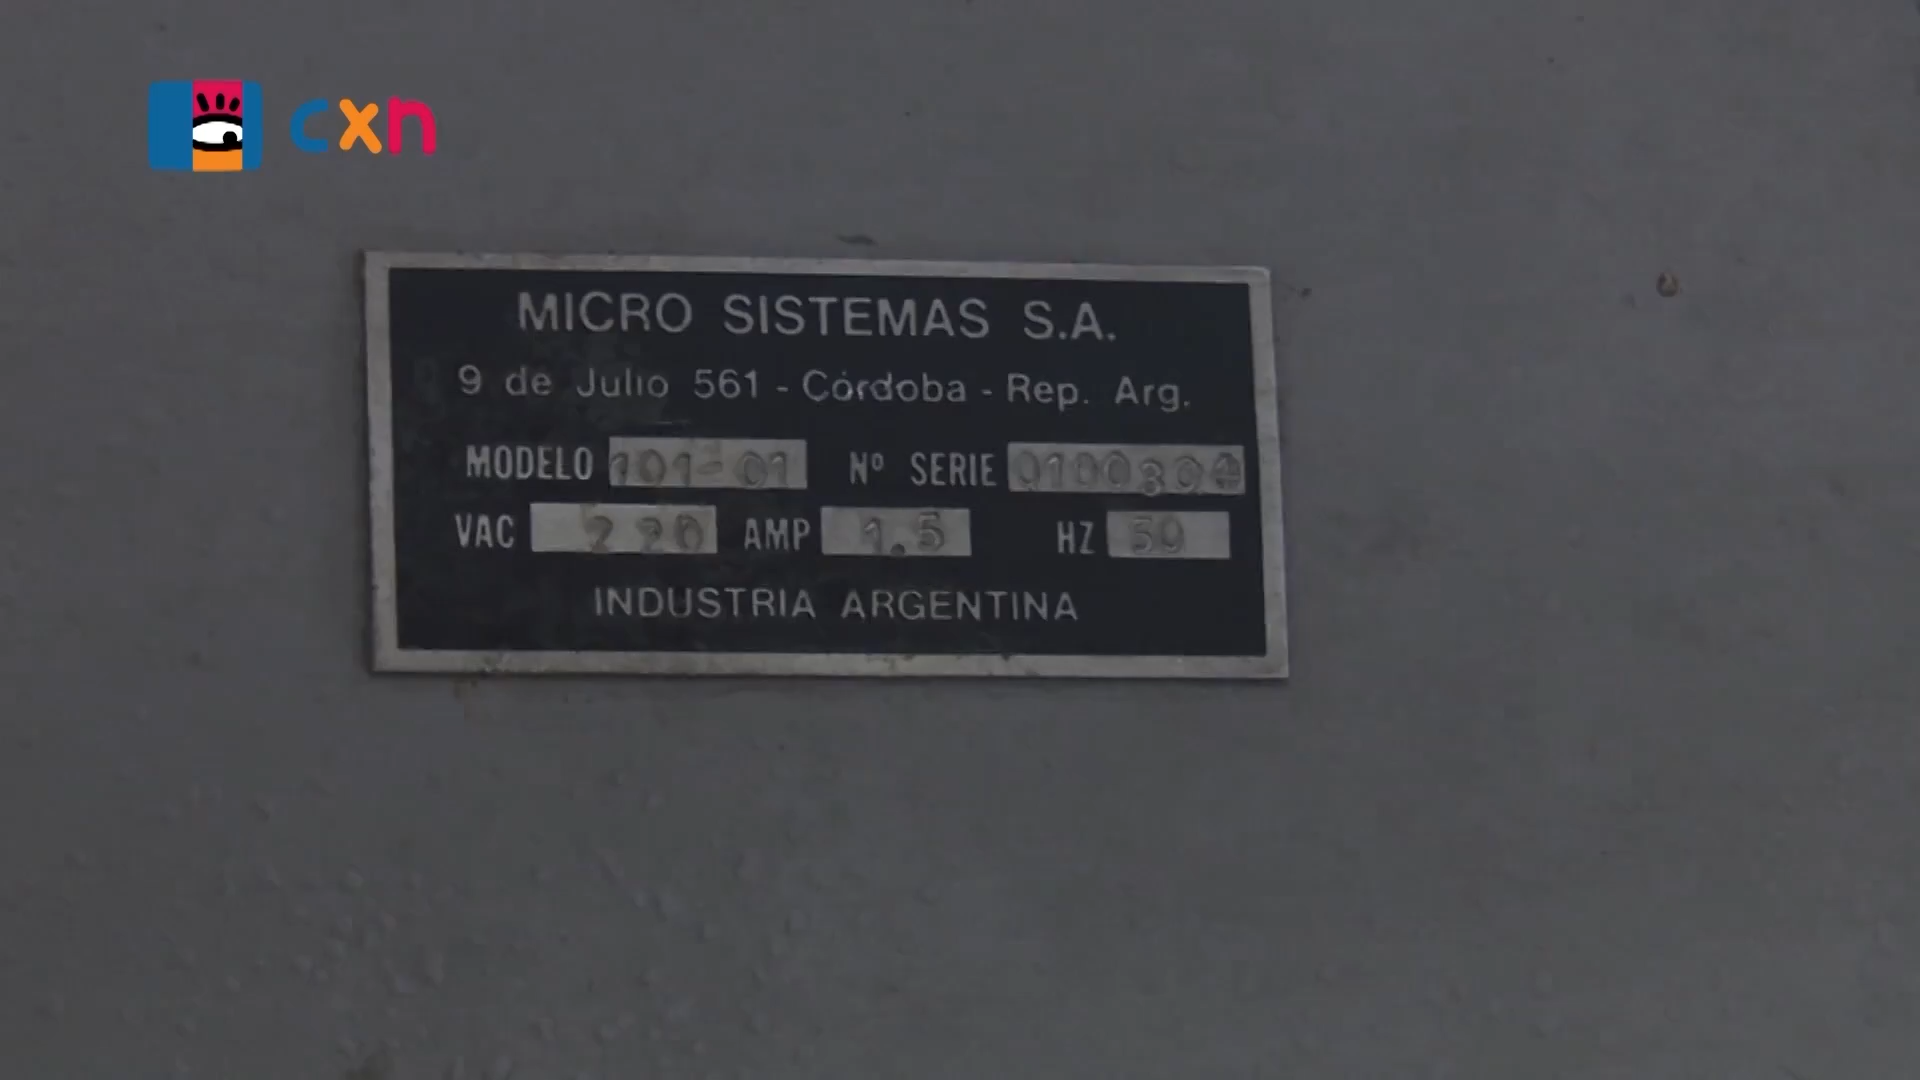 cxn
MICRO SISTEMAS S.A.
9 de Julio 561 - Córdoba - Rep. Arg.
MODELO 101-01 Nº SERIE
VAC 220 AMP 1.5 HZ
INDUSTRIA ARGENTINA